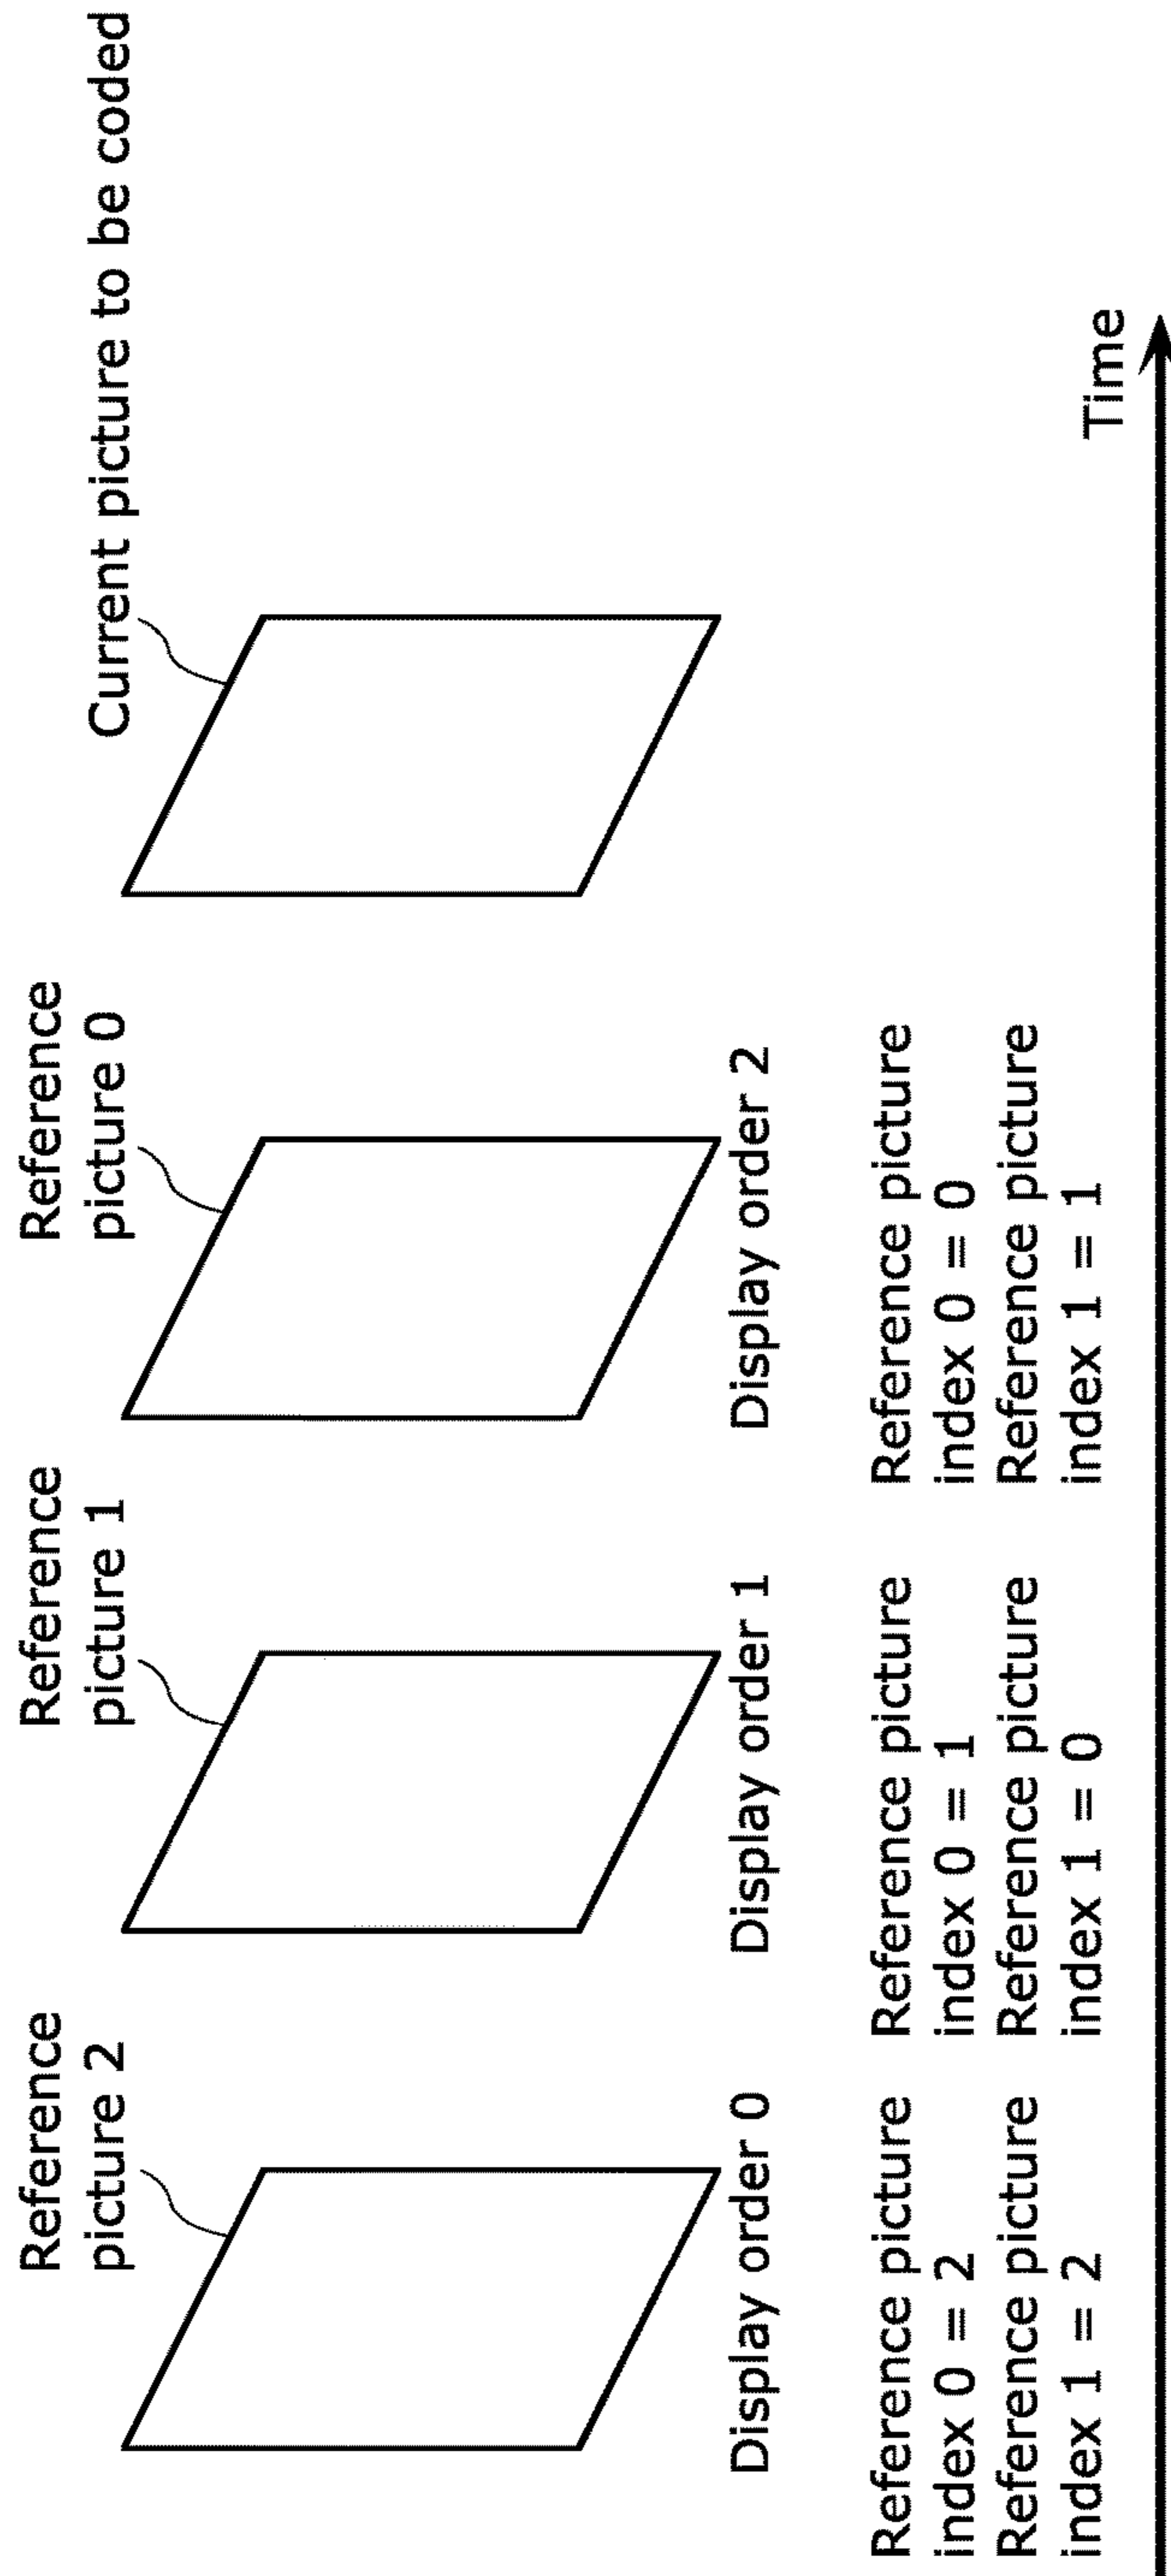 Reference
picture 2
Reference
picture 1
Reference
picture 0
Current picture to be coded
Display order 0
Display order 1
Display order 2
Reference picture
index 0 = 2
Reference picture
index 1 = 2
Reference picture
index 0 = 1
Reference picture
index 1 = 0
Reference picture
index 0 = 0
Reference picture
index 1 = 1
Time